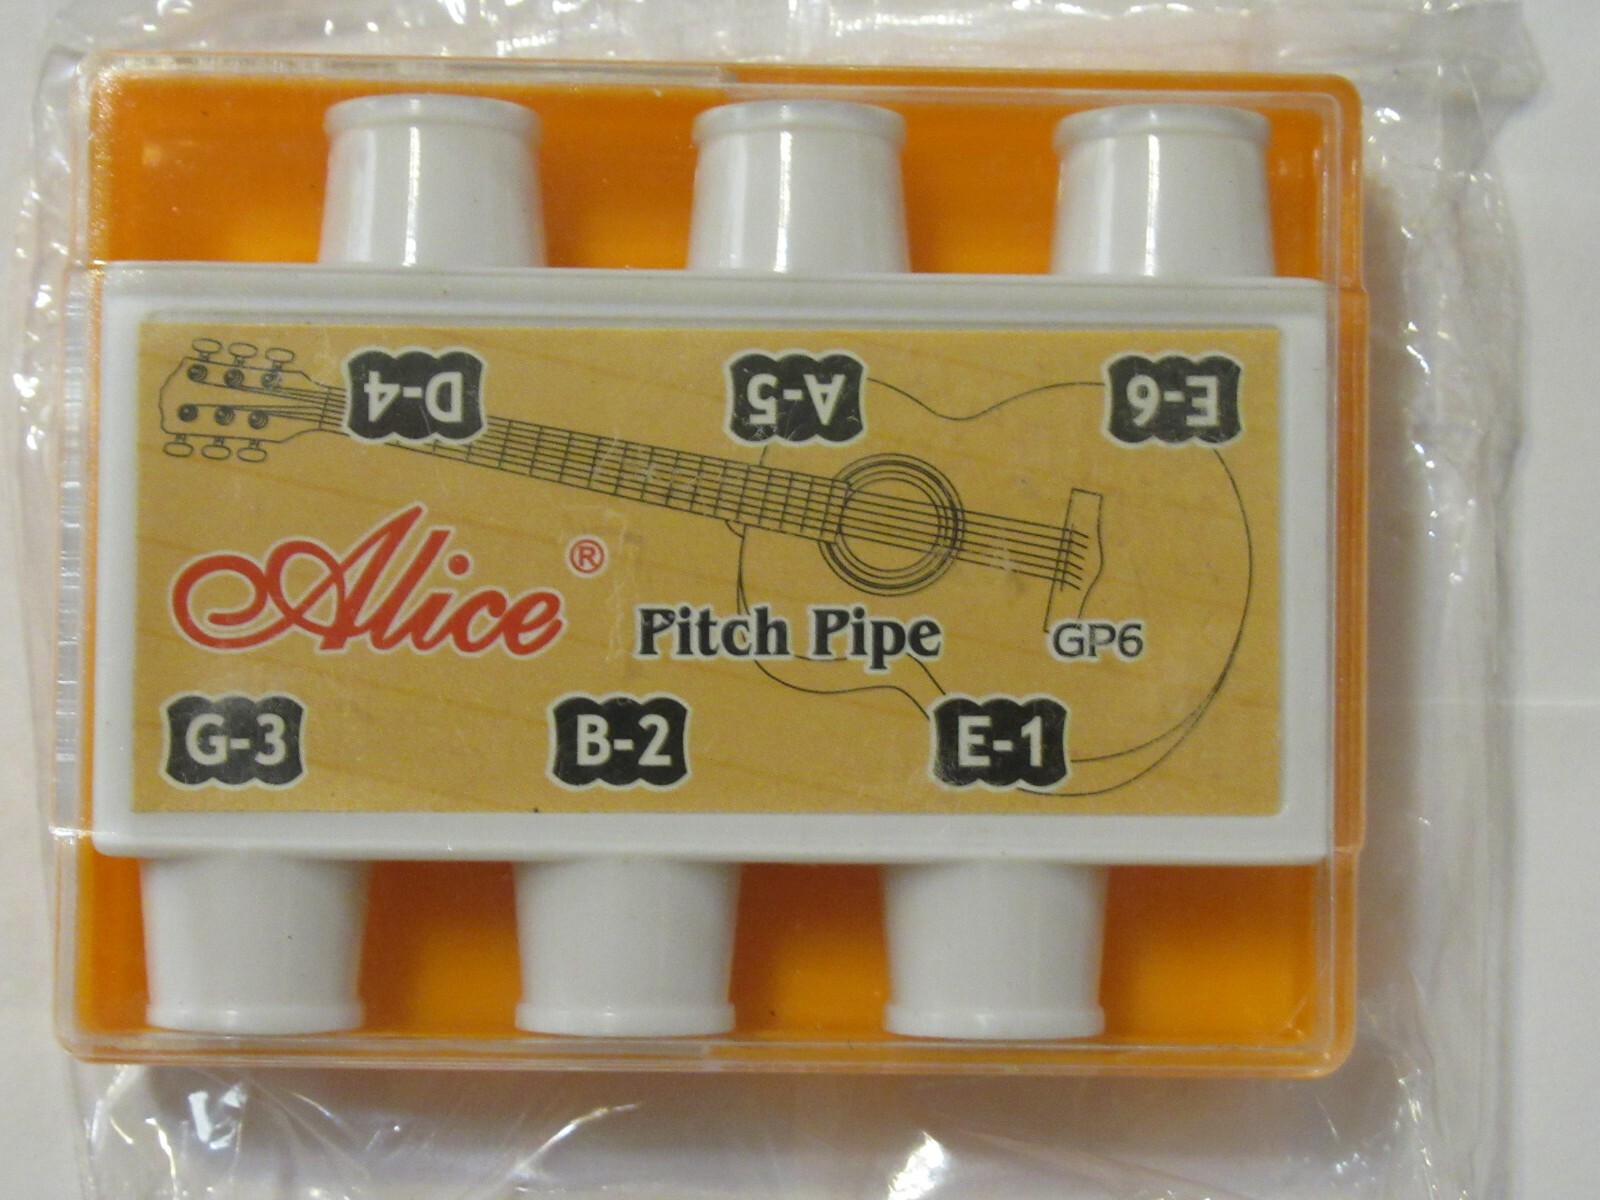 D-4 A-5 E-6
Alice ®
Pitch Pipe GP6
G-3 B-2 E-1